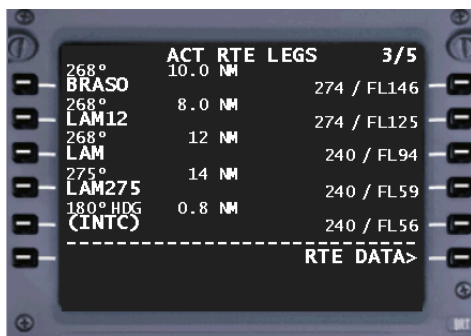 ACT RTE LEGS 3/5
268° 10.0 NM
BRASO 274 / FL146
268° 8.0 NM
LAM12 274 / FL125
268° 12 NM
LAM 240 / FL94
275° 14 NM
LAM275 240 / FL59
180° HDG 0.8 NM
(INTC) 240 / FL56
RTE DATA>